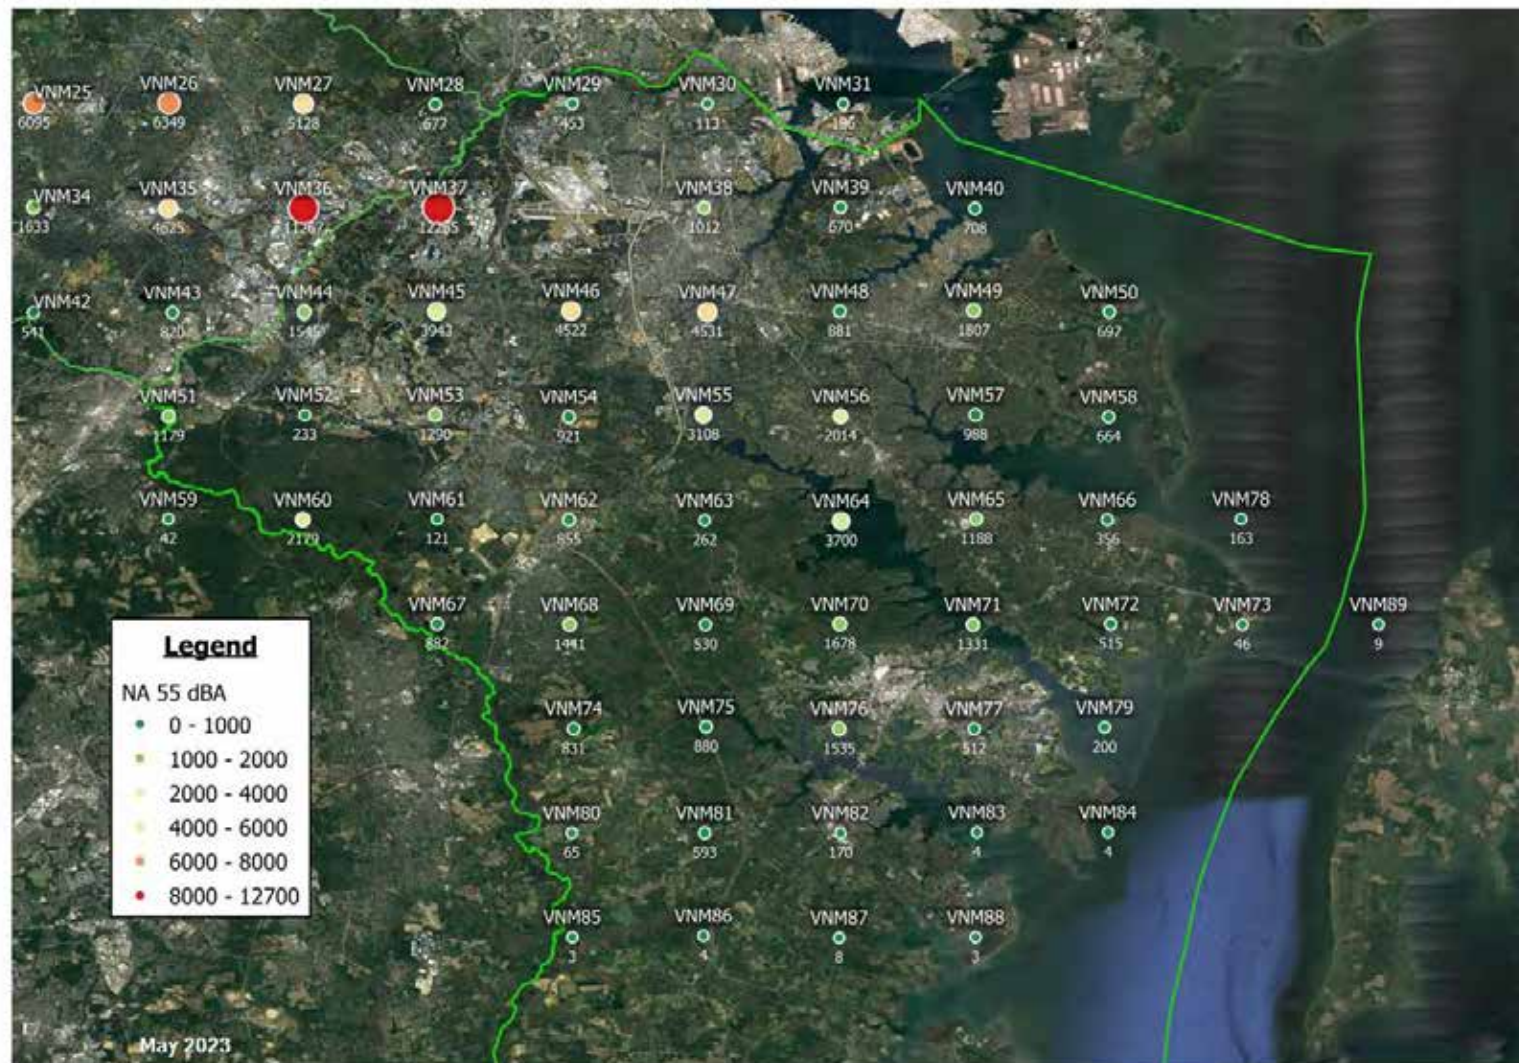 VNM25 VNM26 VNM27 VNM28 VNM29 VNM30 VNM31
6095 6349 5128 677 453 113 196
VNM34 VNM35 VNM36 VNM37 VNM38 VNM39 VNM40
1633 4625 11267 1012 670 708
VNM42 VNM43 VNM44 VNM45 VNM46 VNM47 VNM48 VNM49 VNM50
541 820 1545 3943 4522 4531 881 1807 697
VNM51 VNM52 VNM53 VNM54 VNM55 VNM56 VNM57 VNM58
1179 233 1290 921 3108 2014 988 664
VNM59 VNM60 VNM61 VNM62 VNM63 VNM64 VNM65 VNM66 VNM78
42 2179 121 855 262 3700 1188 356 163
VNM67 VNM68 VNM69 VNM70 VNM71 VNM72 VNM73 VNM89
882 1441 530 1678 1331 515 46 9
Legend
NA 55 dBA
0 - 1000
1000 - 2000
2000 - 4000
4000 - 6000
6000 - 8000
8000 - 12700
VNM74 VNM75 VNM76 VNM77 VNM79
831 880 1535 512 200
VNM80 VNM81 VNM82 VNM83 VNM84
65 593 170 4 4
VNM85 VNM86 VNM87 VNM88
3 4 8 3
May 2023